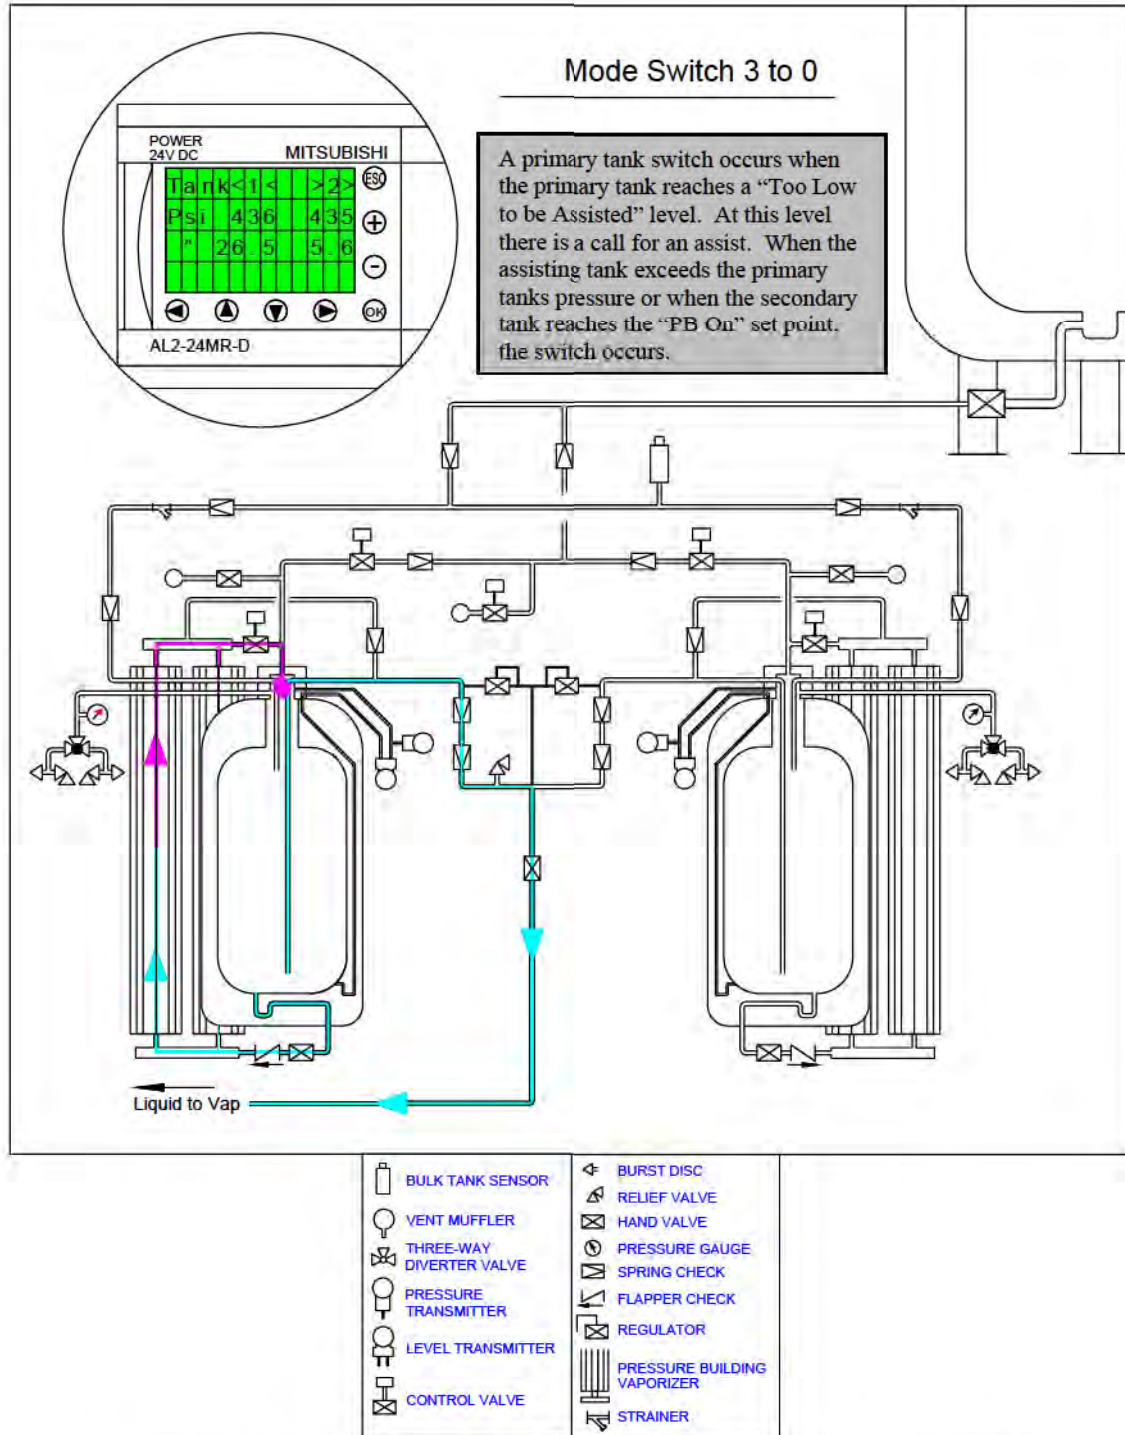 Mode Switch 3 to 0
POWER
24V DC
MITSUBISHI
Tank<1< >2>
Psi 436 435
" 26.5 5.6
ESC
+
-
OK
AL2-24MR-D
A primary tank switch occurs when
the primary tank reaches a “Too Low
to be Assisted” level. At this level
there is a call for an assist. When the
assisting tank exceeds the primary
tanks pressure or when the secondary
tank reaches the “PB On” set point,
the switch occurs.
Liquid to Vap
BULK TANK SENSOR
VENT MUFFLER
THREE-WAY
DIVERTER VALVE
PRESSURE
TRANSMITTER
LEVEL TRANSMITTER
CONTROL VALVE
BURST DISC
RELIEF VALVE
HAND VALVE
PRESSURE GAUGE
SPRING CHECK
FLAPPER CHECK
REGULATOR
PRESSURE BUILDING
VAPORIZER
STRAINER